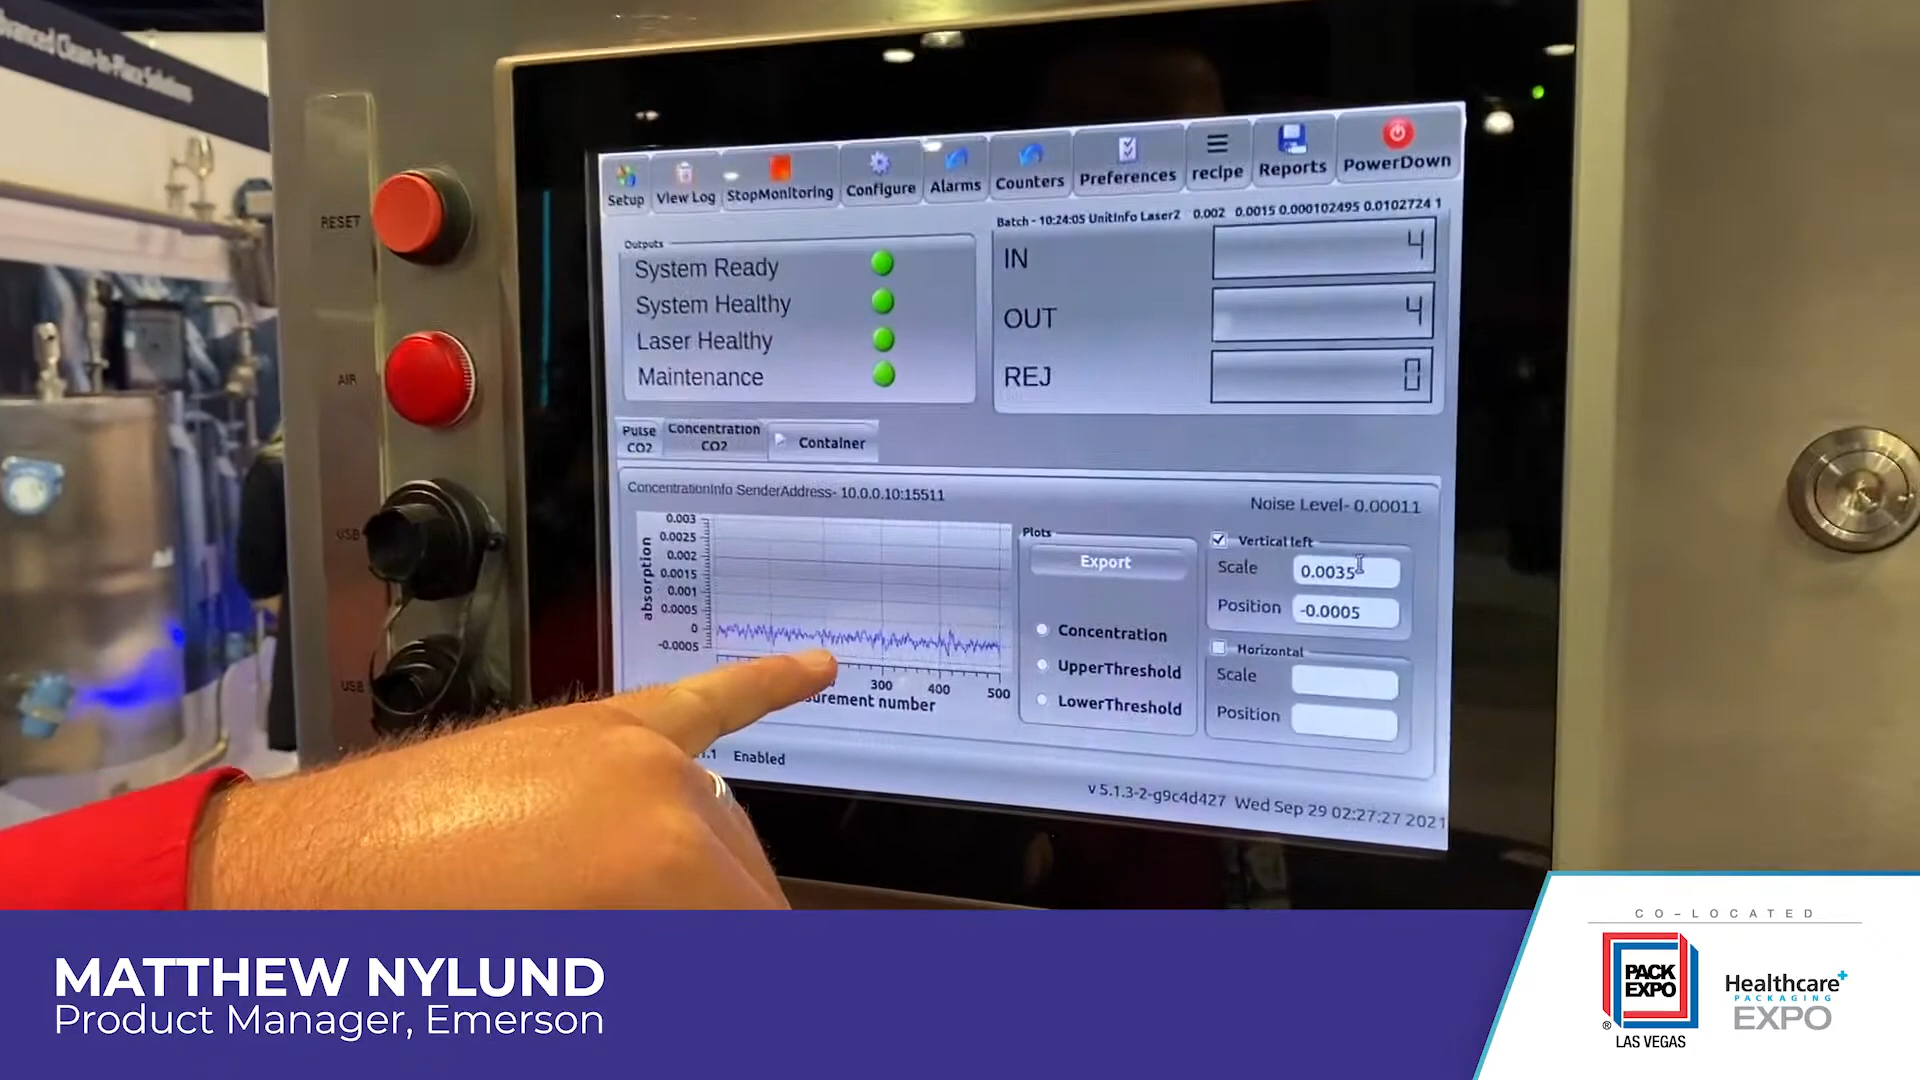 Advanced Clean-In-Place Solutions
RESET
AIR
USB
USB
Setup
View Log
StopMonitoring
Configure
Alarms
Counters
Preferences
recipe
Reports
PowerDown
Outputs
System Ready
System Healthy
Laser Healthy
Maintenance
Batch - 10:24:05 UnitInfo Laser2 0.002 0.0015 0.000102495 0.0102724 1
IN 4
OUT 4
REJ 0
Pulse CO2
Concentration CO2
Container
ConcentrationInfo SenderAddress- 10.0.0.10:15511
Noise Level- 0.00011
absorption
0.003
0.0025
0.002
0.0015
0.001
0.0005
0
-0.0005
300 400 500
surement number
Plots
Export
Concentration
UpperThreshold
LowerThreshold
Vertical left
Scale 0.0035
Position -0.0005
Horizontal
Scale
Position
Enabled
v 5.1.3-2-g9c4d427 Wed Sep 29 02:27:27 2021
MATTHEW NYLUND
Product Manager, Emerson
CO-LOCATED
PACK EXPO
®
LAS VEGAS
Healthcare+
PACKAGING
EXPO